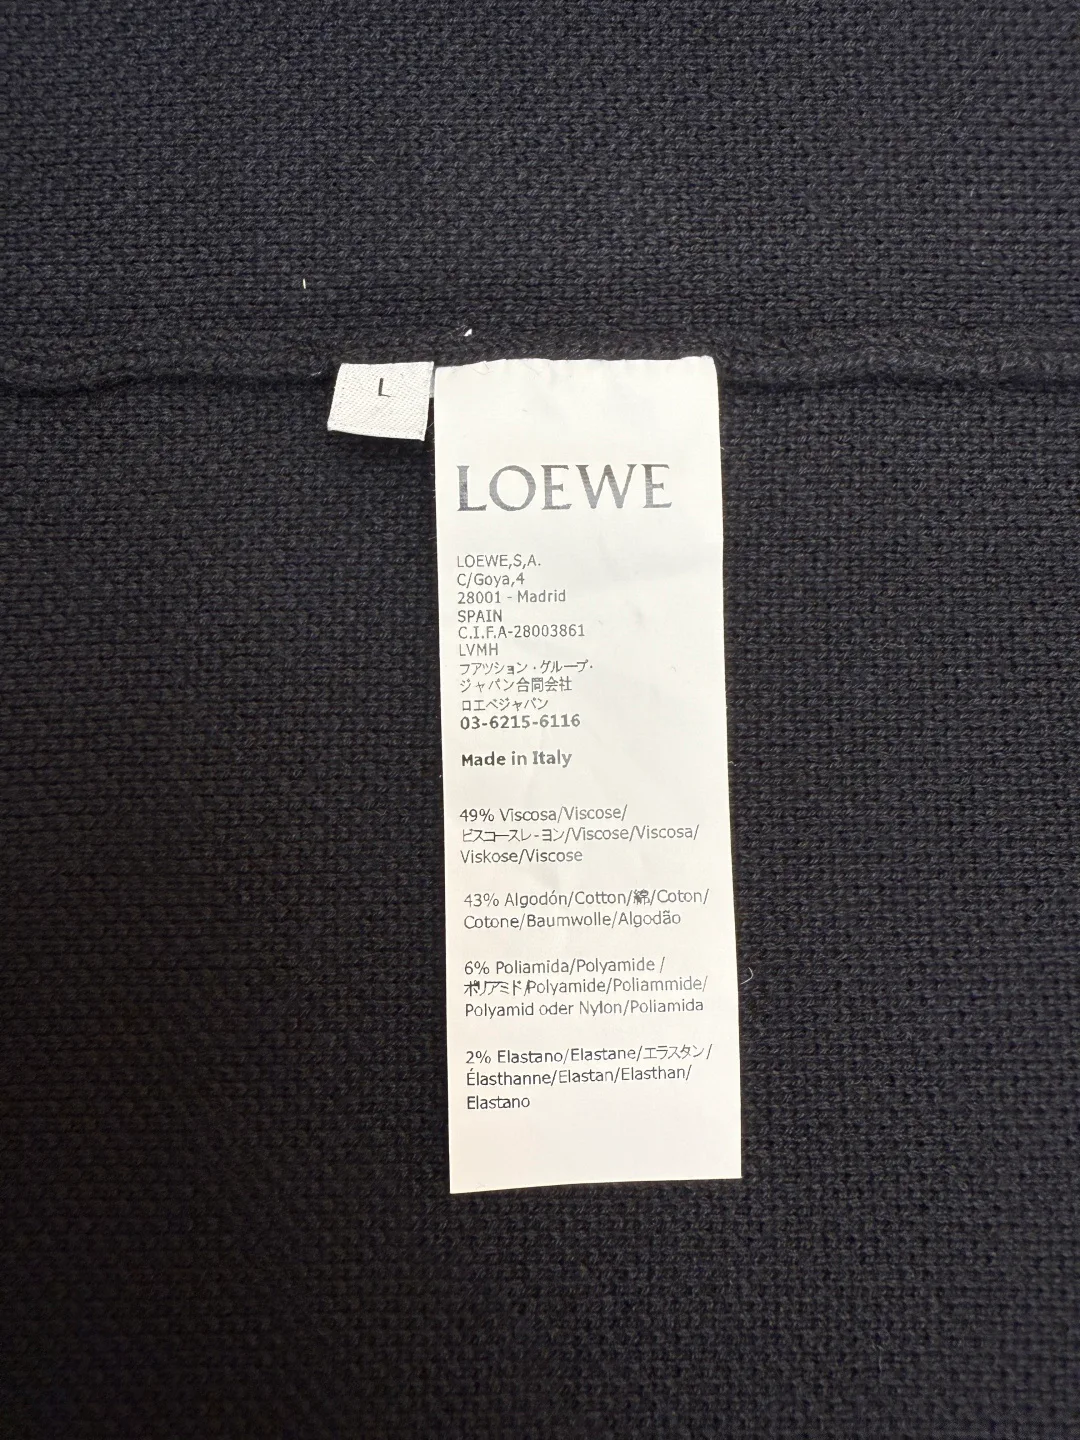 L
LOEWE
LOEWE,S,A.
C/Goya,4
28001 - Madrid
SPAIN
C.I.F.A-28003861
LVMH
フアツション・グループ・
ジャパン合同会社
ロエベジャパン
03-6215-6116
Made in Italy
49% Viscosa/Viscose/
ビスコースレ-ヨン/Viscose/Viscosa/
Viskose/Viscose
43% Algodón/Cotton/綿/Coton/
Cotone/Baumwolle/Algodão
6% Poliamida/Polyamide /
ポリアミド/Polyamide/Poliammide/
Polyamid oder Nylon/Poliamida
2% Elastano/Elastane/エラスタン/
Élasthanne/Elastan/Elasthan/
Elastano